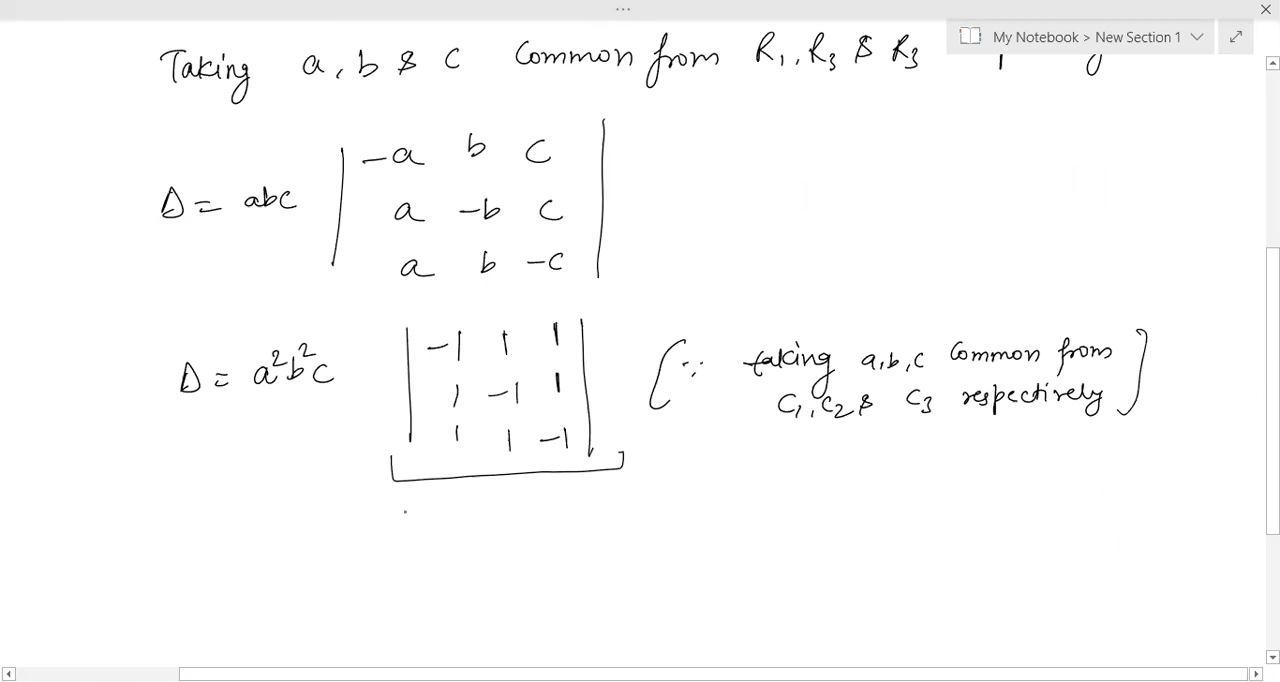 My Notebook > New Section 1
Taking a, b & c Common from R₁, R₃ & R₃
Δ = abc | -a b c
a -b c
a b -c |
Δ = a²b²c | -1 1 1
1 -1 1
1 1 -1 |
(∵ taking a,b,c Common from
C₁, C₂ & C₃ respectively)